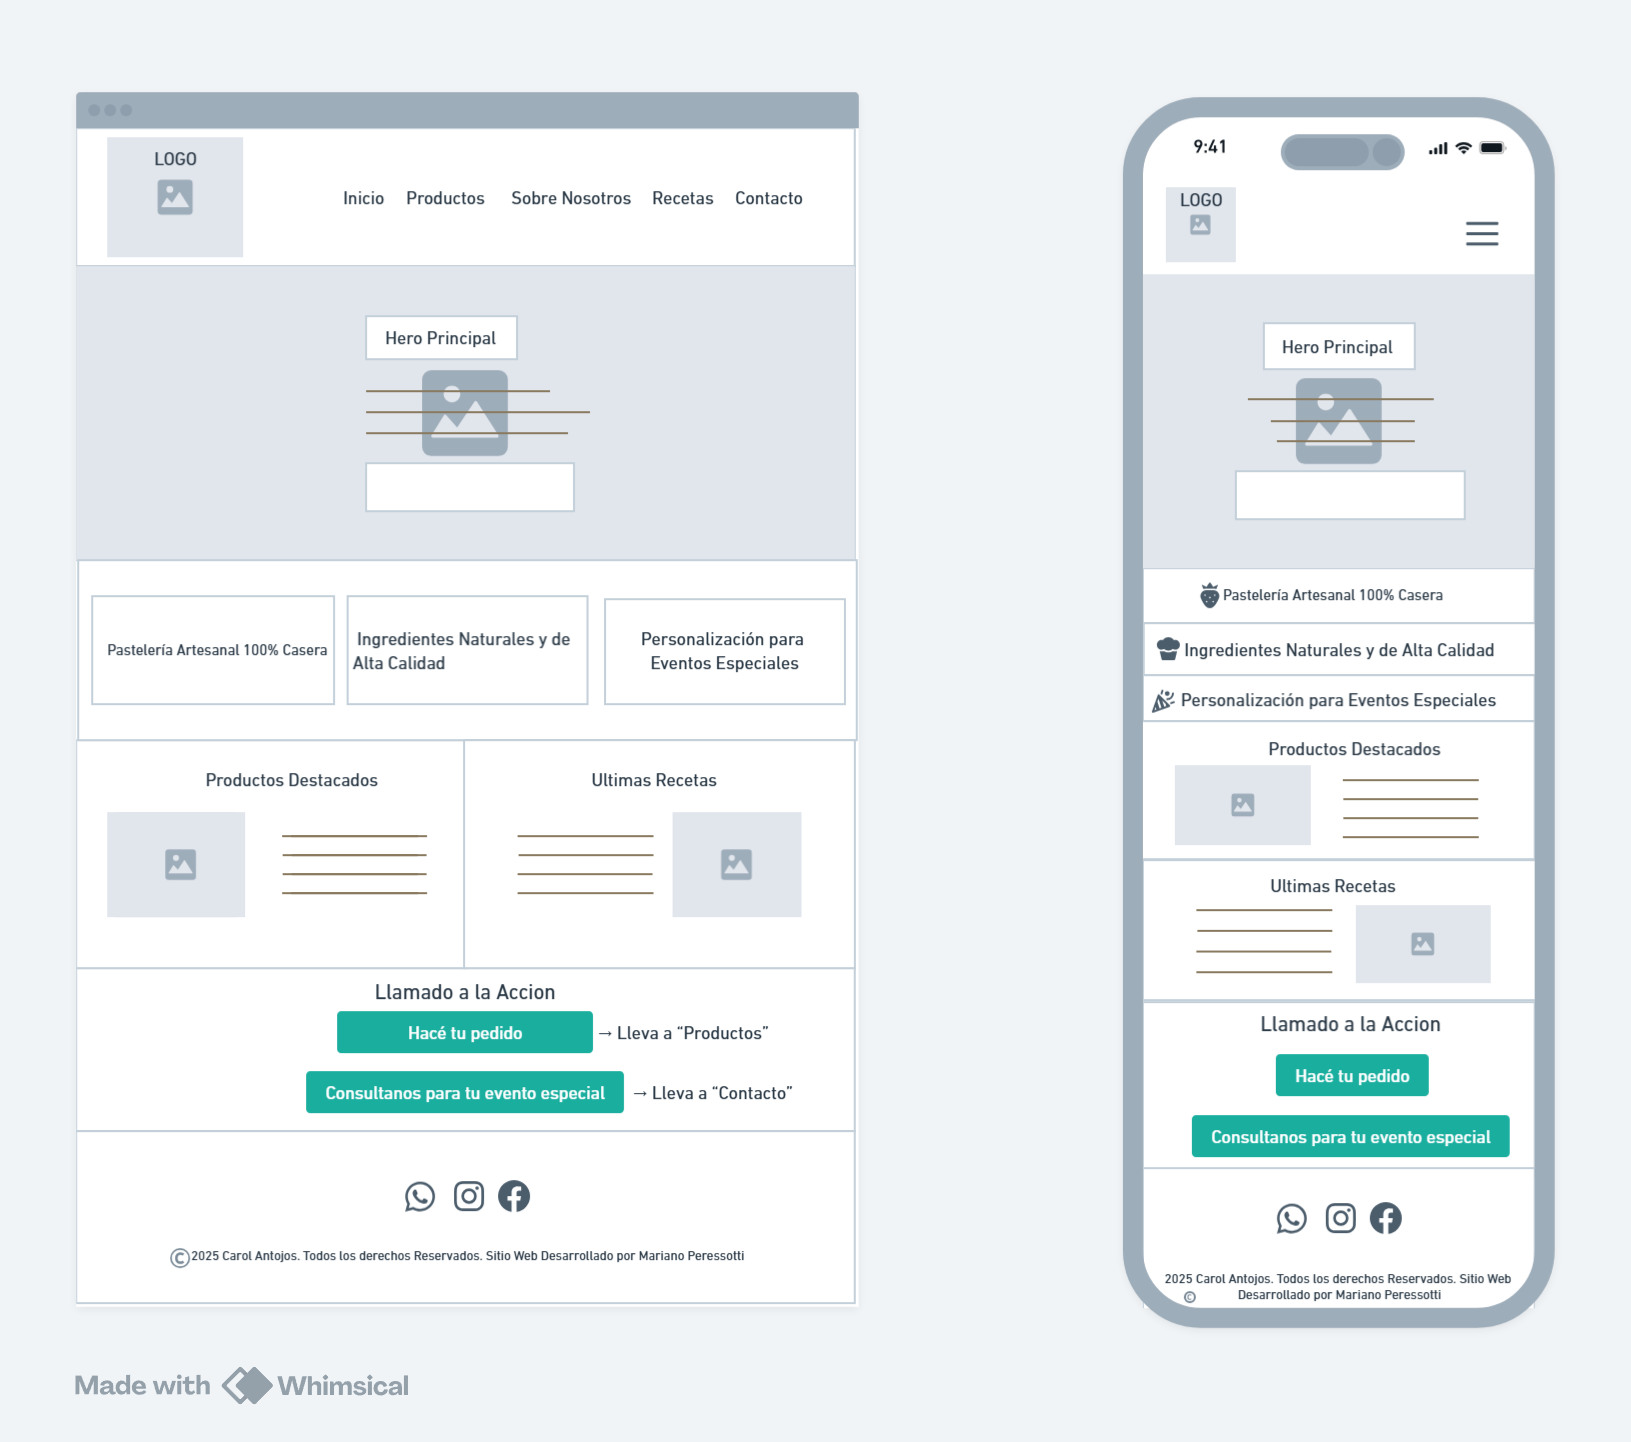 LOGO
Inicio Productos Sobre Nosotros Recetas Contacto
Hero Principal
Pastelería Artesanal 100% Casera
Ingredientes Naturales y de
Alta Calidad
Personalización para
Eventos Especiales
Productos Destacados
Ultimas Recetas
Llamado a la Accion
Hacé tu pedido → Lleva a “Productos”
Consultanos para tu evento especial → Lleva a “Contacto”
©2025 Carol Antojos. Todos los derechos Reservados. Sitio Web Desarrollado por Mariano Peressotti
9:41
LOGO
Hero Principal
Pastelería Artesanal 100% Casera
Ingredientes Naturales y de Alta Calidad
Personalización para Eventos Especiales
Productos Destacados
Ultimas Recetas
Llamado a la Accion
Hacé tu pedido
Consultanos para tu evento especial
2025 Carol Antojos. Todos los derechos Reservados. Sitio Web
© Desarrollado por Mariano Peressotti
Made with Whimsical